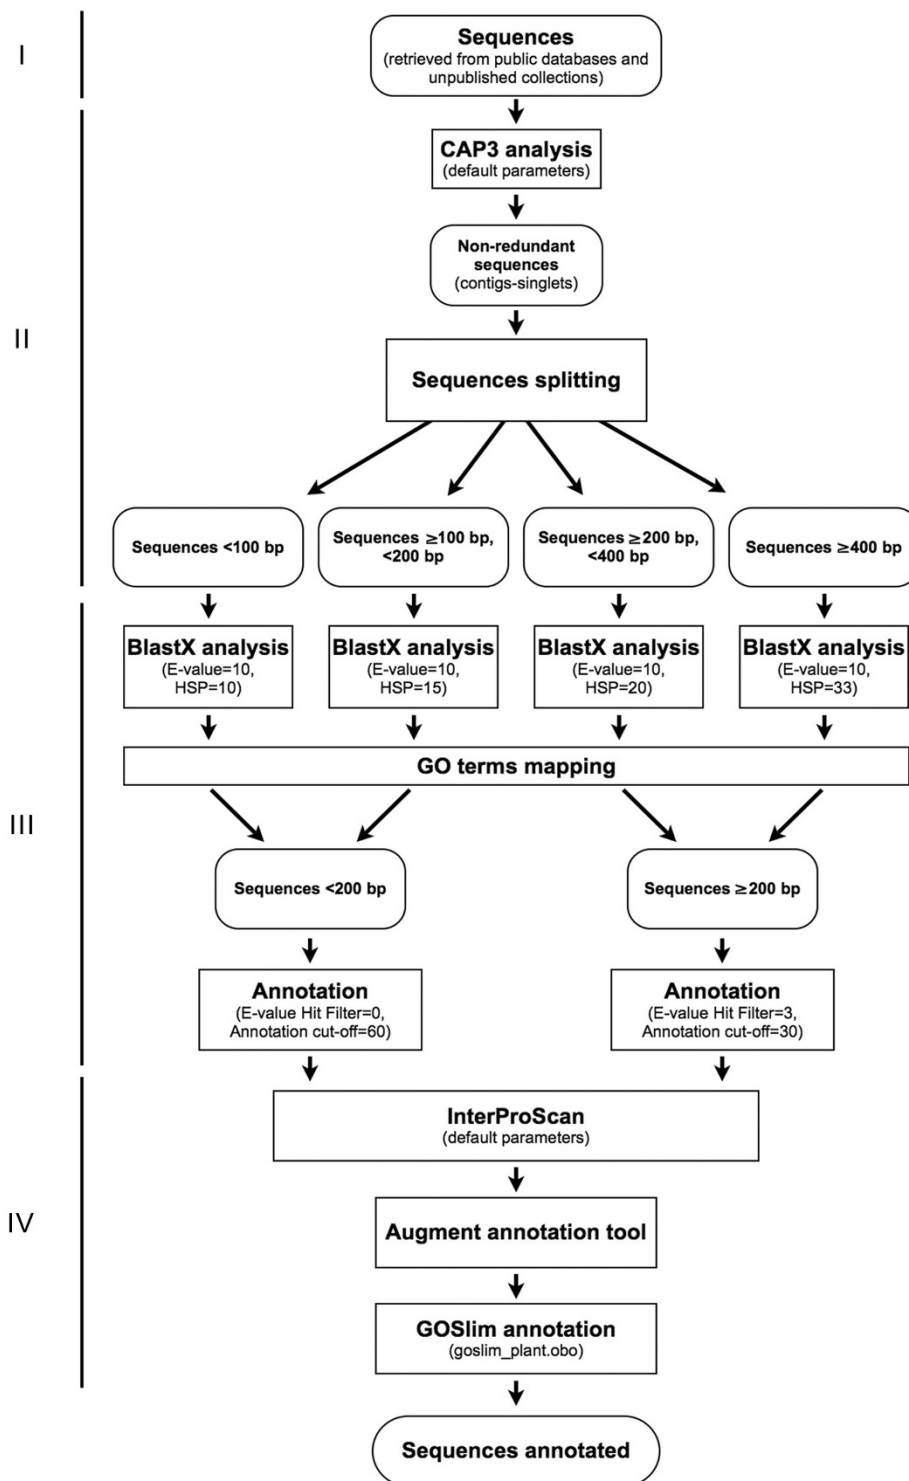 I
Sequences
(retrieved from public databases and
unpublished collections)
II
CAP3 analysis
(default parameters)
Non-redundant
sequences
(contigs-singlets)
Sequences splitting
Sequences <100 bp
Sequences ≥100 bp,
<200 bp
Sequences ≥200 bp,
<400 bp
Sequences ≥400 bp
III
BlastX analysis
(E-value=10,
HSP=10)
BlastX analysis
(E-value=10,
HSP=15)
BlastX analysis
(E-value=10,
HSP=20)
BlastX analysis
(E-value=10,
HSP=33)
GO terms mapping
Sequences <200 bp
Sequences ≥200 bp
Annotation
(E-value Hit Filter=0,
Annotation cut-off=60)
Annotation
(E-value Hit Filter=3,
Annotation cut-off=30)
IV
InterProScan
(default parameters)
Augment annotation tool
GOSlim annotation
(goslim_plant.obo)
Sequences annotated